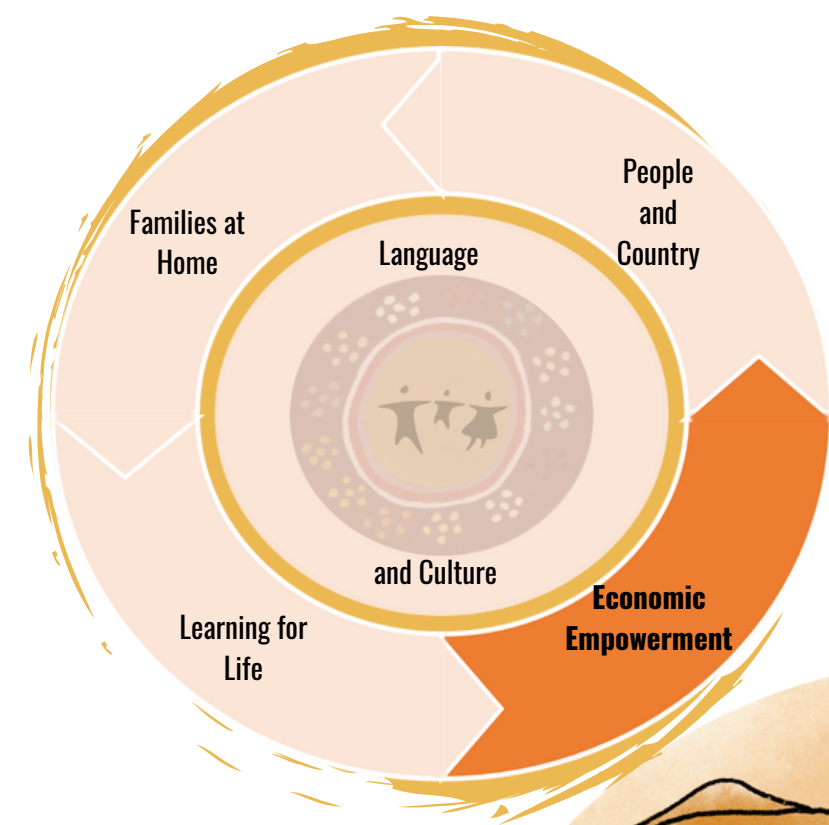 People
and
Country
Families at
Home
Language
and Culture
Economic
Empowerment
Learning for
Life